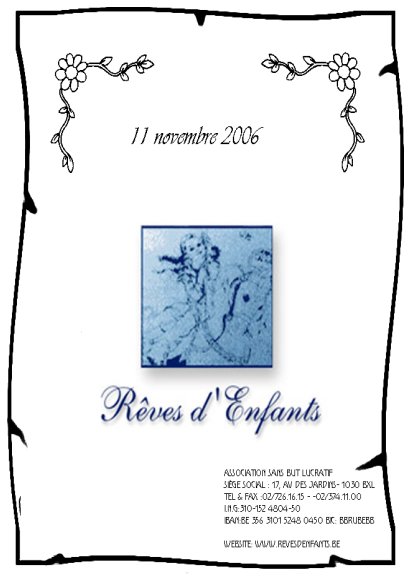 11 novembre 2006
Rêves d'Enfants
ASSOCIATION SANS BUT LUCRATIF
SIÈGE SOCIAL : 17, AV DES JARDINS- 1030 BXL
TEL & FAX :02/726.16.15 - -02/374.11.00
I.N.G:310-152 4804-50
IBAN:BE 356 3101 5248 0450 BIC: BBRUBEBB
WEBSITE: WWW.REVESDENFANTS.BE